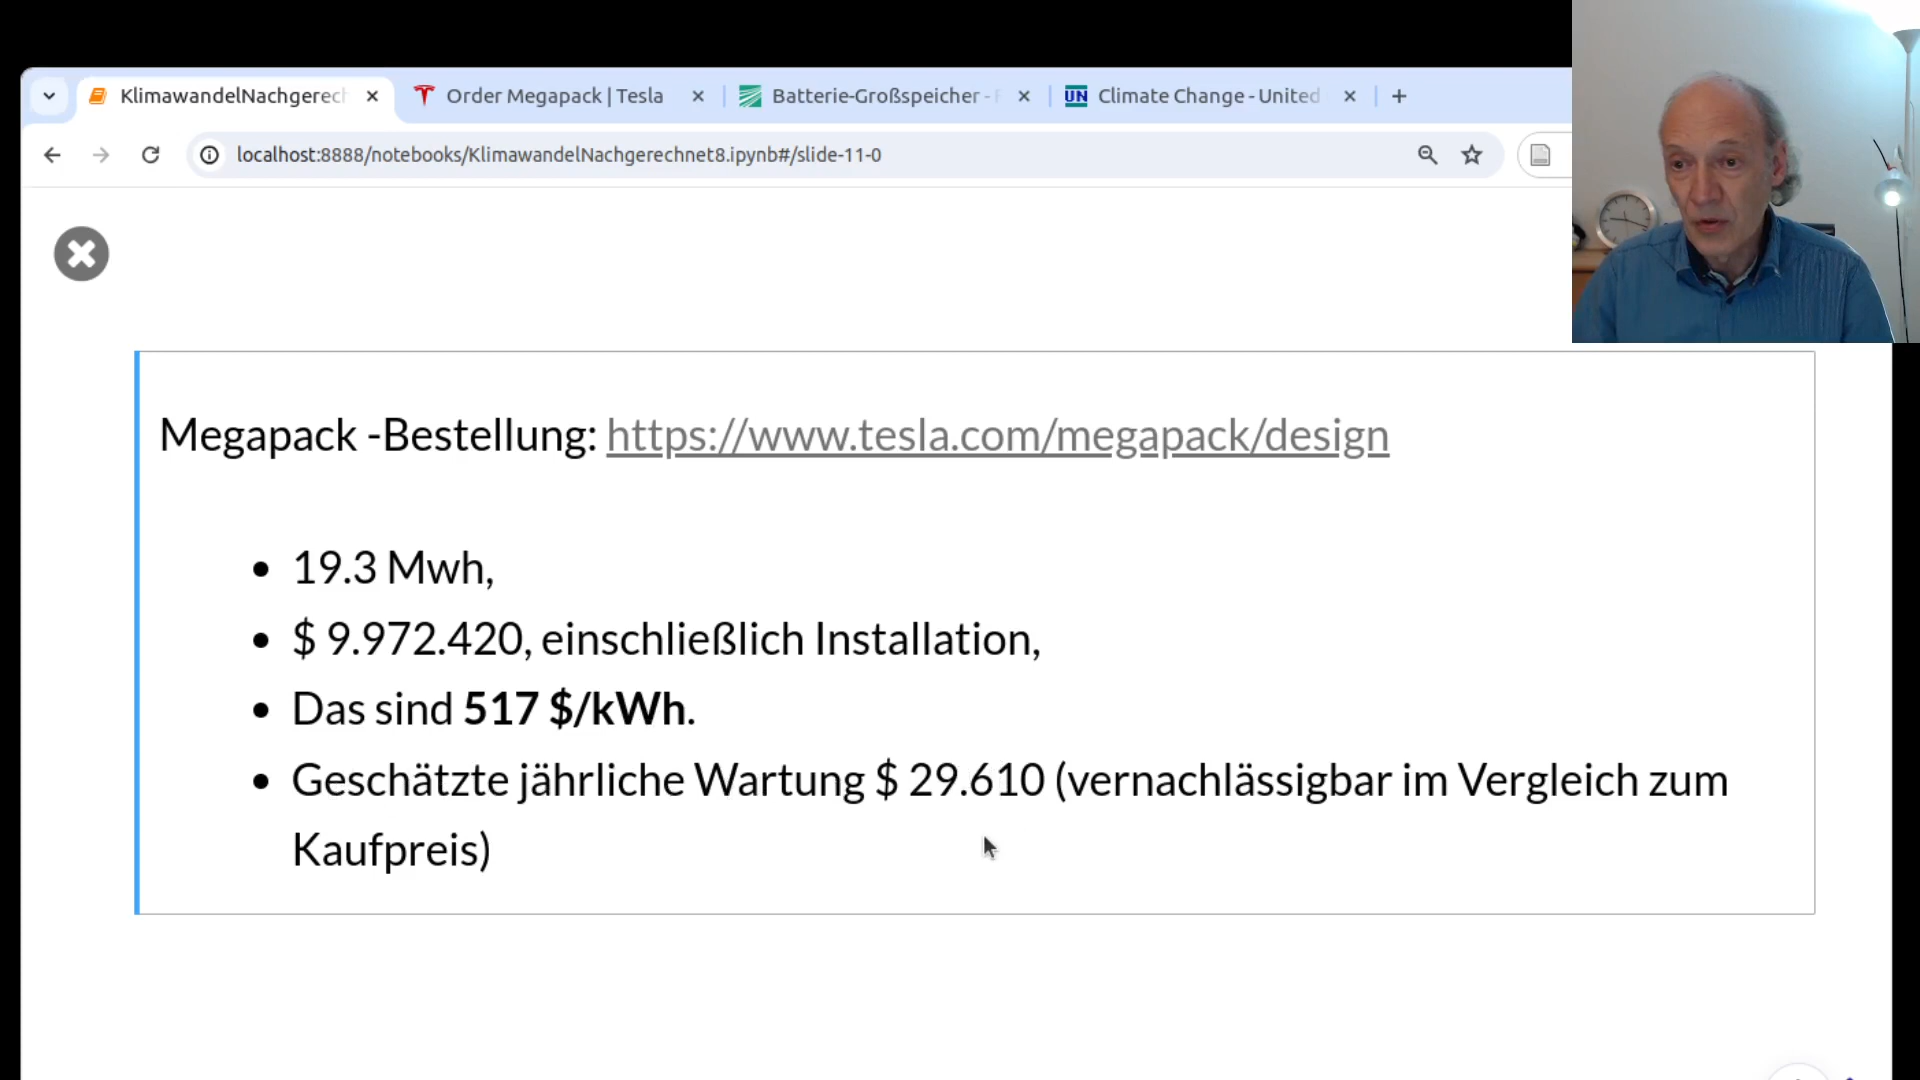 KlimawandelNachgerech
Order Megapack | Tesla
Batterie-Großspeicher - F
UN Climate Change - United
localhost:8888/notebooks/KlimawandelNachgerechnet8.ipynb#/slide-11-0
Megapack -Bestellung: https://www.tesla.com/megapack/design
• 19.3 Mwh,
• $ 9.972.420, einschließlich Installation,
• Das sind 517 $/kWh.
• Geschätzte jährliche Wartung $ 29.610 (vernachlässigbar im Vergleich zum
Kaufpreis)